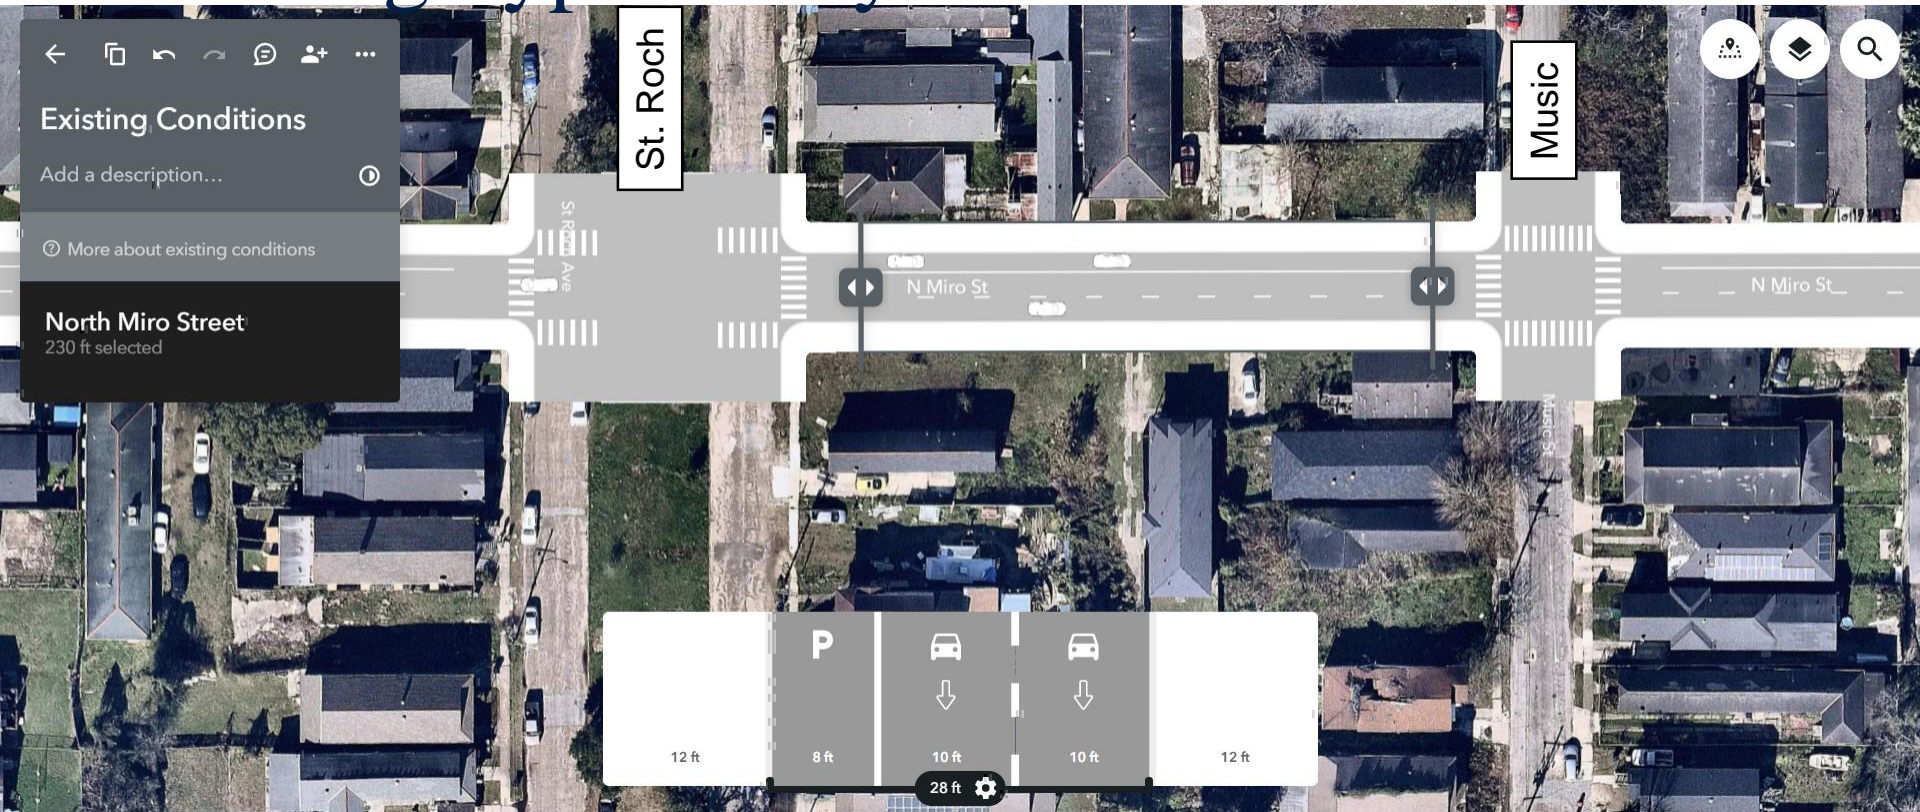 St. Roch
Music
Existing Conditions
Add a description...
More about existing conditions
North Miro Street
230 ft selected
St Roch Ave
N Miro St
N Miro St
Music St
P
12 ft
8 ft
10 ft
10 ft
12 ft
28 ft